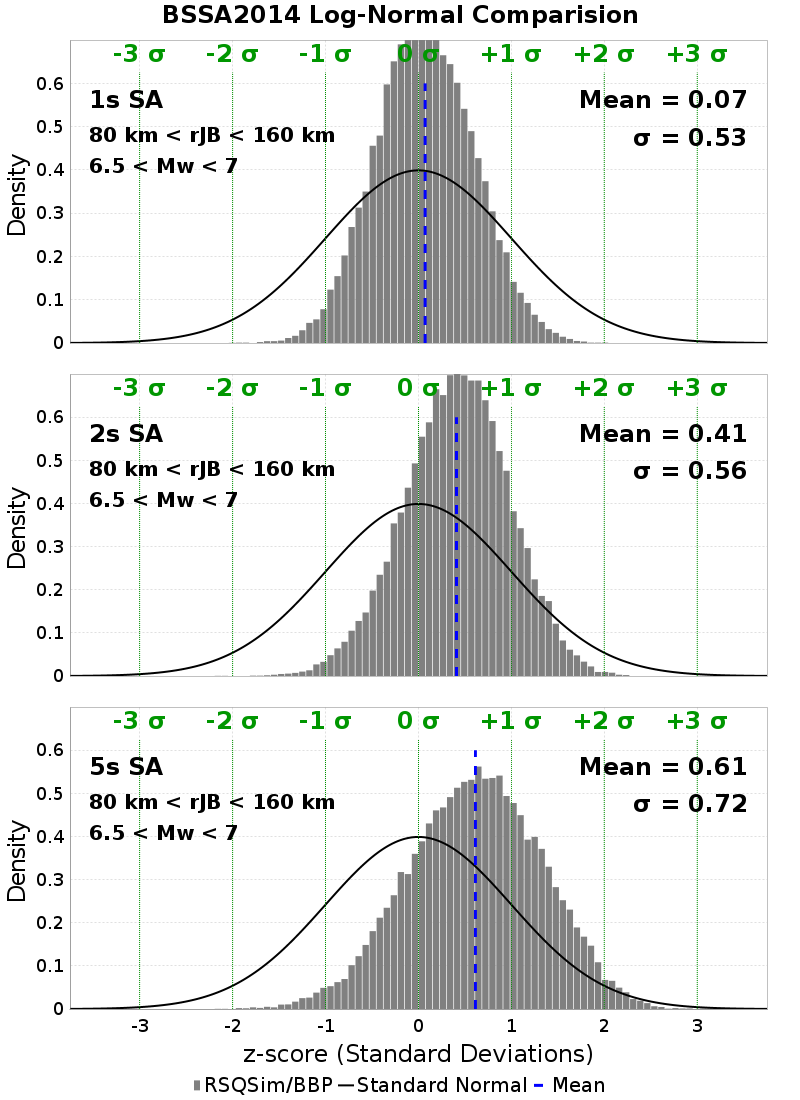 BSSA2014 Log-Normal Comparision
-3 σ -2 σ -1 σ 0 σ +1 σ +2 σ +3 σ
0.6
1s SA Mean = 0.07
0.5
80 km < rJB < 160 km σ = 0.53
6.5 < Mw < 7
0.4
0.3
0.2
0.1
0
Density
-3 σ -2 σ -1 σ 0 σ +1 σ +2 σ +3 σ
0.6
2s SA Mean = 0.41
0.5
80 km < rJB < 160 km σ = 0.56
6.5 < Mw < 7
0.4
0.3
0.2
0.1
0
Density
-3 σ -2 σ -1 σ 0 σ +1 σ +2 σ +3 σ
0.6
5s SA Mean = 0.61
0.5
80 km < rJB < 160 km σ = 0.72
6.5 < Mw < 7
0.4
0.3
0.2
0.1
0
Density
-3 -2 -1 0 1 2 3
z-score (Standard Deviations)
RSQSim/BBP Standard Normal Mean